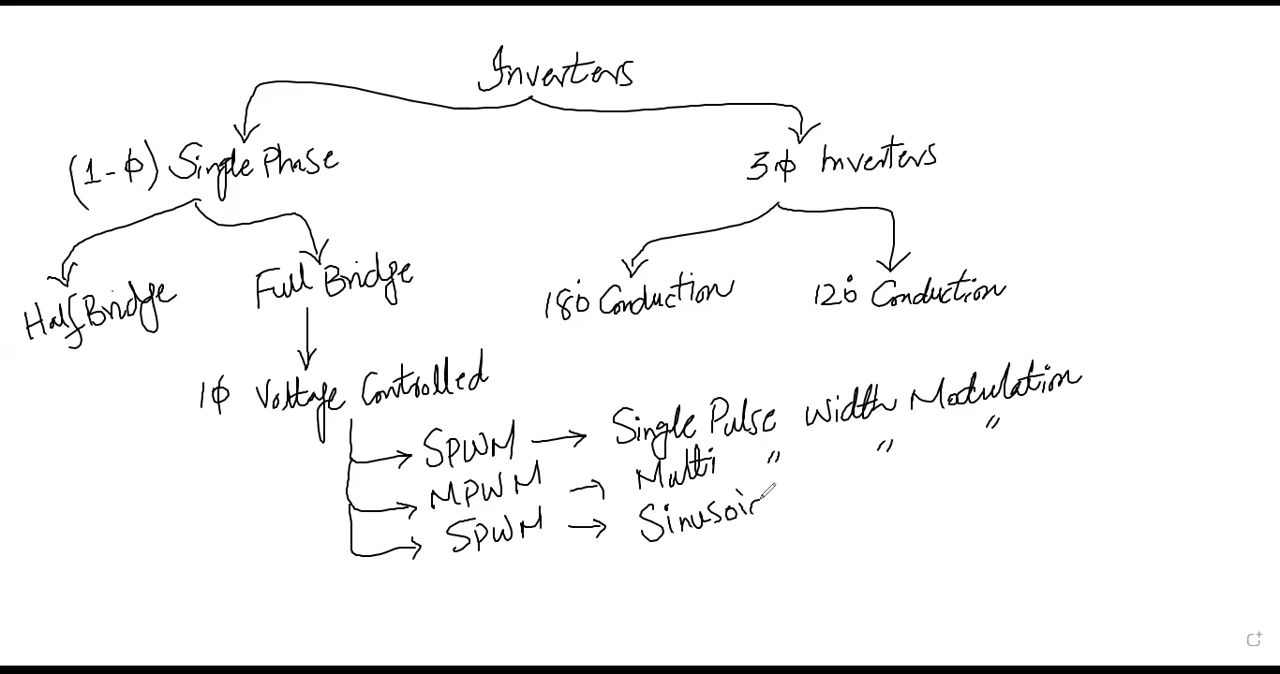 Inverters
(1-ϕ) Single Phase
3ϕ Inverters
Half Bridge
Full Bridge
180° Conduction
120° Conduction
1ϕ Voltage Controlled
SPWM → Single Pulse Width Modulation
MPWM → Multi " " "
SPWM → Sinusoi